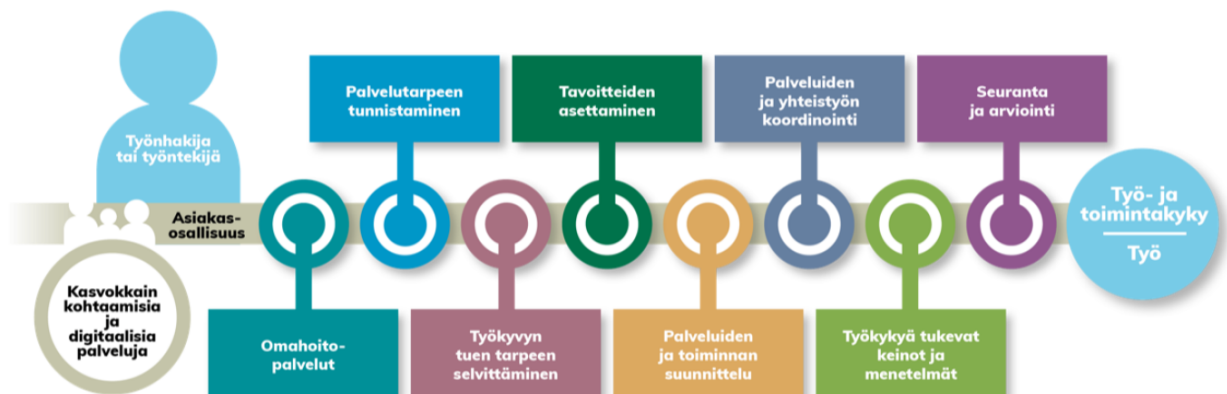 Työnhakija
tai työntekijä
Asiakas-
osallisuus
Kasvokkain
kohtaamisia
ja
digitaalisia
palveluja
Omahoito-
palvelut
Palvelutarpeen
tunnistaminen
Työkyvyn
tuen tarpeen
selvittäminen
Tavoitteiden
asettaminen
Palveluiden
ja toiminnan
suunnittelu
Palveluiden
ja yhteistyön
koordinointi
Työkykyä tukevat
keinot ja
menetelmät
Seuranta
ja arviointi
Työ- ja
toimintakyky
Työ